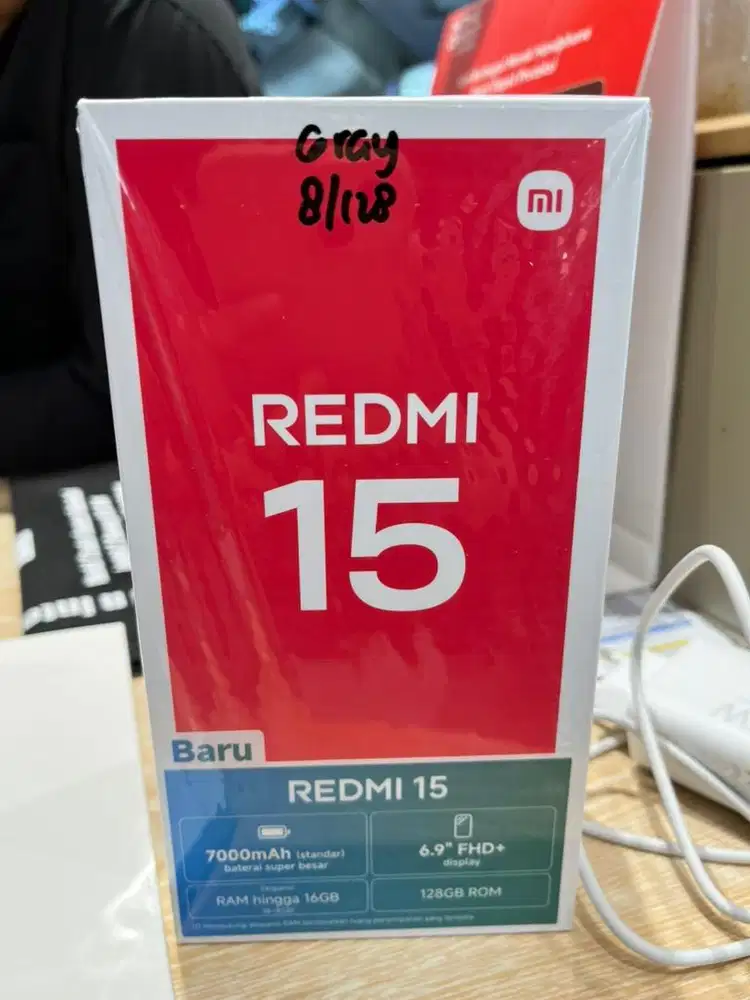 Gray
8/128
mi
REDMI
15
Baru
REDMI 15
7000mAh (standar)
baterai super besar
6.9" FHD+
display
RAM hingga 16GB
128GB ROM